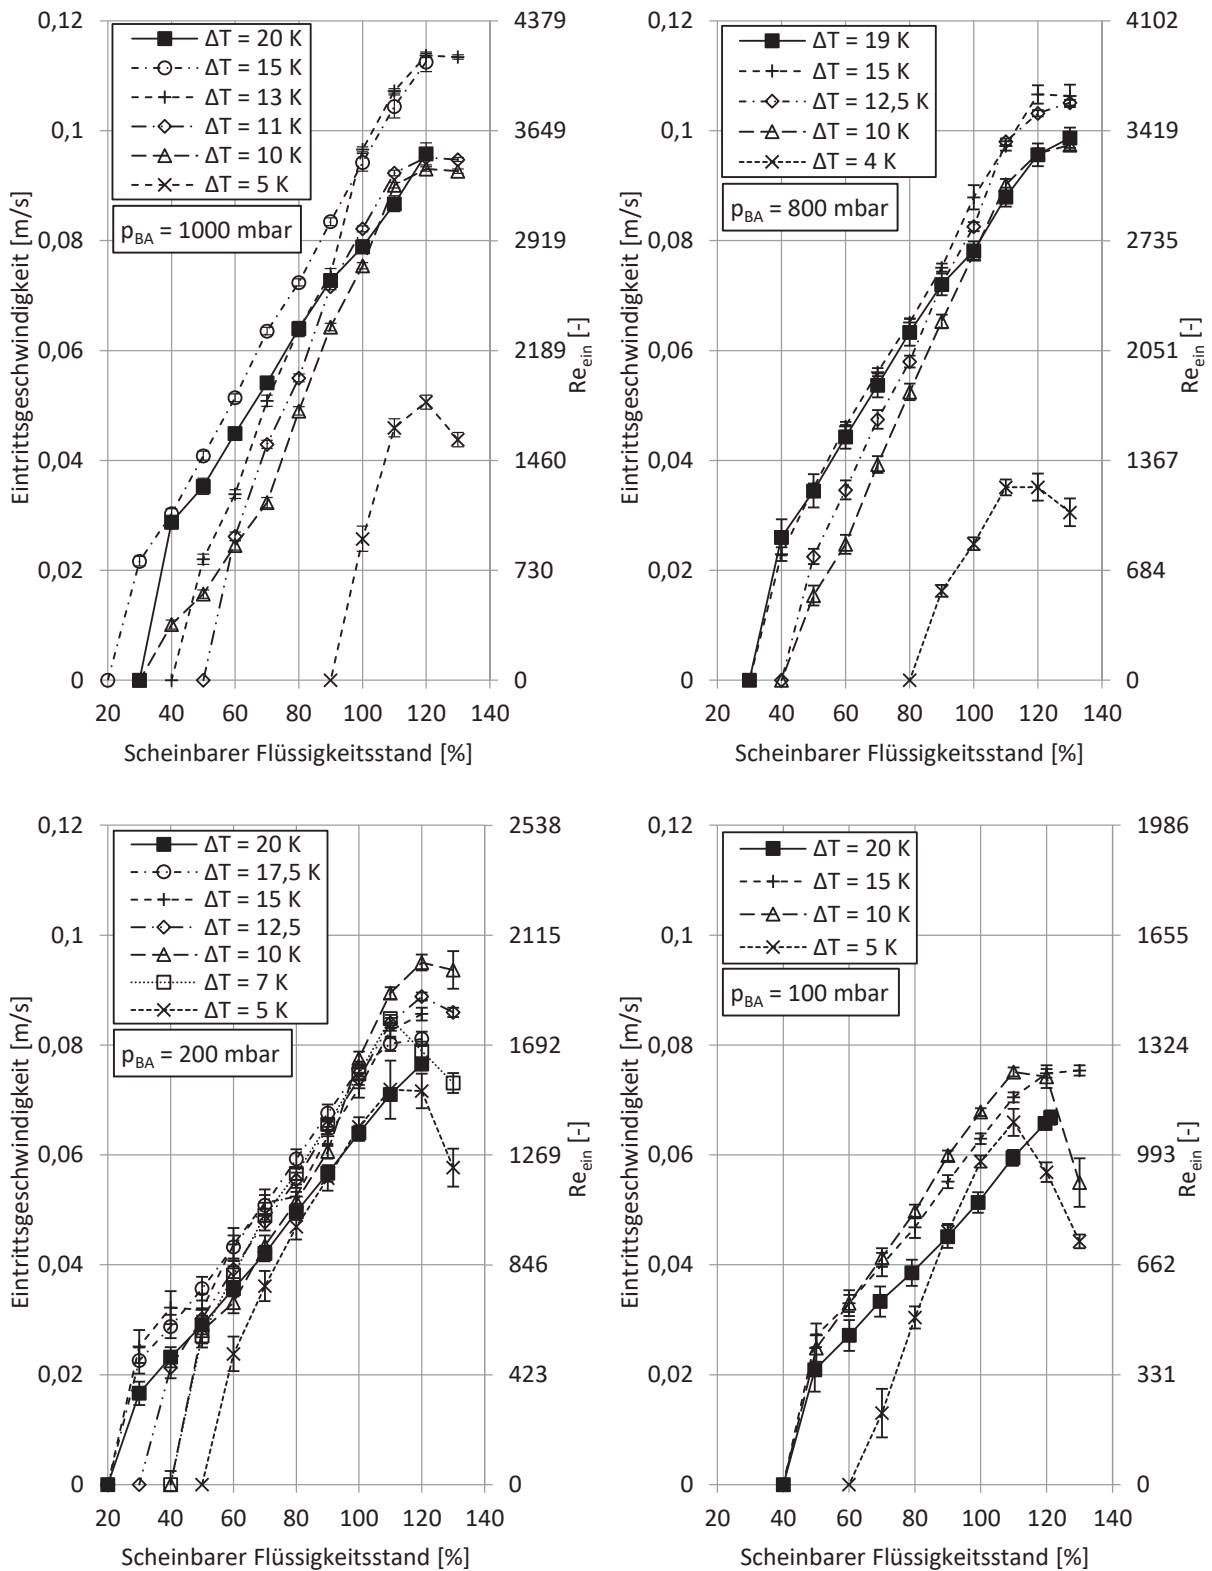 0,12
0,1
0,08
0,06
0,04
0,02
0
Eintrittsgeschwindigkeit [m/s]
ΔT = 20 K
ΔT = 15 K
ΔT = 13 K
ΔT = 11 K
ΔT = 10 K
ΔT = 5 K
p_BA = 1000 mbar
4379
3649
2919
2189
1460
730
0
Re_ein [-]
20 40 60 80 100 120 140
Scheinbarer Flüssigkeitsstand [%]
0,12
0,1
0,08
0,06
0,04
0,02
0
Eintrittsgeschwindigkeit [m/s]
ΔT = 19 K
ΔT = 15 K
ΔT = 12,5 K
ΔT = 10 K
ΔT = 4 K
p_BA = 800 mbar
4102
3419
2735
2051
1367
684
0
Re_ein [-]
20 40 60 80 100 120 140
Scheinbarer Flüssigkeitsstand [%]
0,12
0,1
0,08
0,06
0,04
0,02
0
Eintrittsgeschwindigkeit [m/s]
ΔT = 20 K
ΔT = 17,5 K
ΔT = 15 K
ΔT = 12,5
ΔT = 10 K
ΔT = 7 K
ΔT = 5 K
p_BA = 200 mbar
2538
2115
1692
1269
846
423
0
Re_ein [-]
20 40 60 80 100 120 140
Scheinbarer Flüssigkeitsstand [%]
0,12
0,1
0,08
0,06
0,04
0,02
0
Eintrittsgeschwindigkeit [m/s]
ΔT = 20 K
ΔT = 15 K
ΔT = 10 K
ΔT = 5 K
p_BA = 100 mbar
1986
1655
1324
993
662
331
0
Re_ein [-]
20 40 60 80 100 120 140
Scheinbarer Flüssigkeitsstand [%]